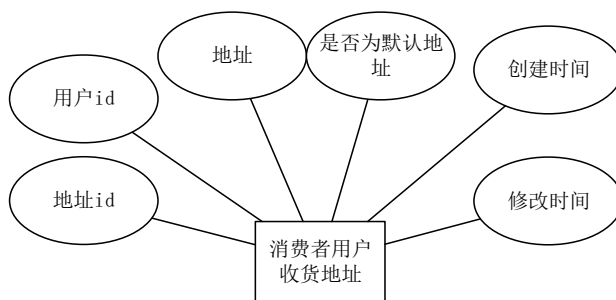 地址
是否为默认地
址
创建时间
用户id
地址id
修改时间
消费者用户
收货地址